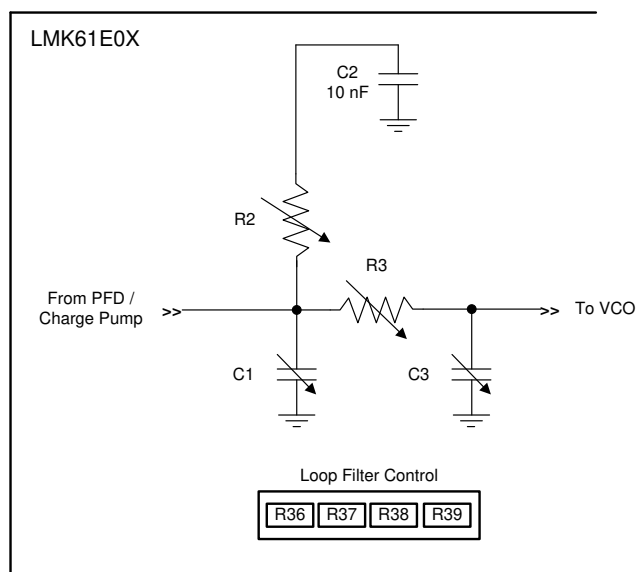 LMK61E0X
C2
10 nF
R2
R3
From PFD /
Charge Pump
>>
>>
To VCO
C1
C3
Loop Filter Control
R36 R37 R38 R39